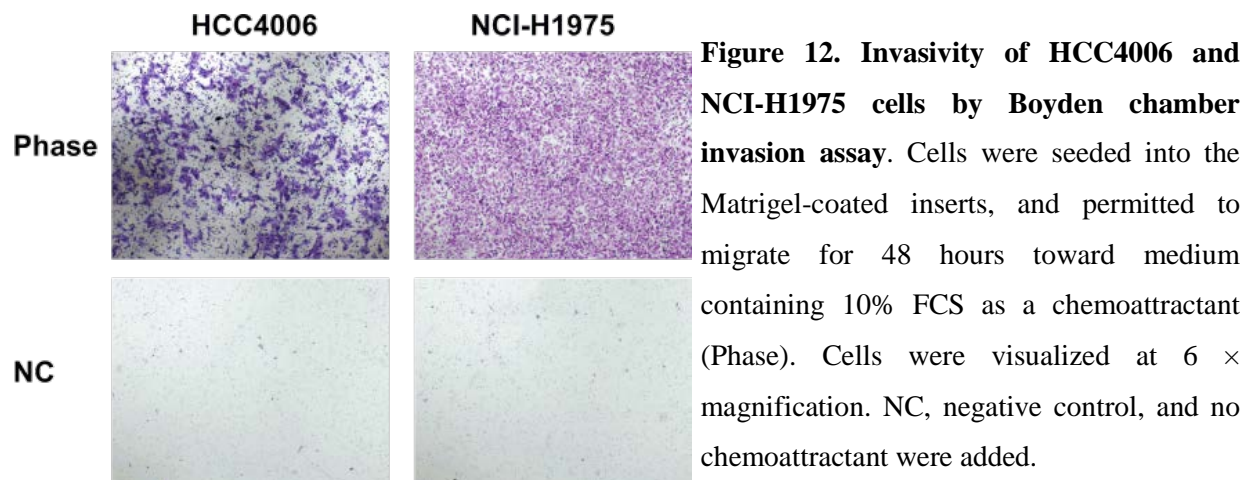 HCC4006 NCI-H1975
Phase
NC
Figure 12. Invasivity of HCC4006 and
NCI-H1975 cells by Boyden chamber
invasion assay. Cells were seeded into the
Matrigel-coated inserts, and permitted to
migrate for 48 hours toward medium
containing 10% FCS as a chemoattractant
(Phase). Cells were visualized at 6 ×
magnification. NC, negative control, and no
chemoattractant were added.